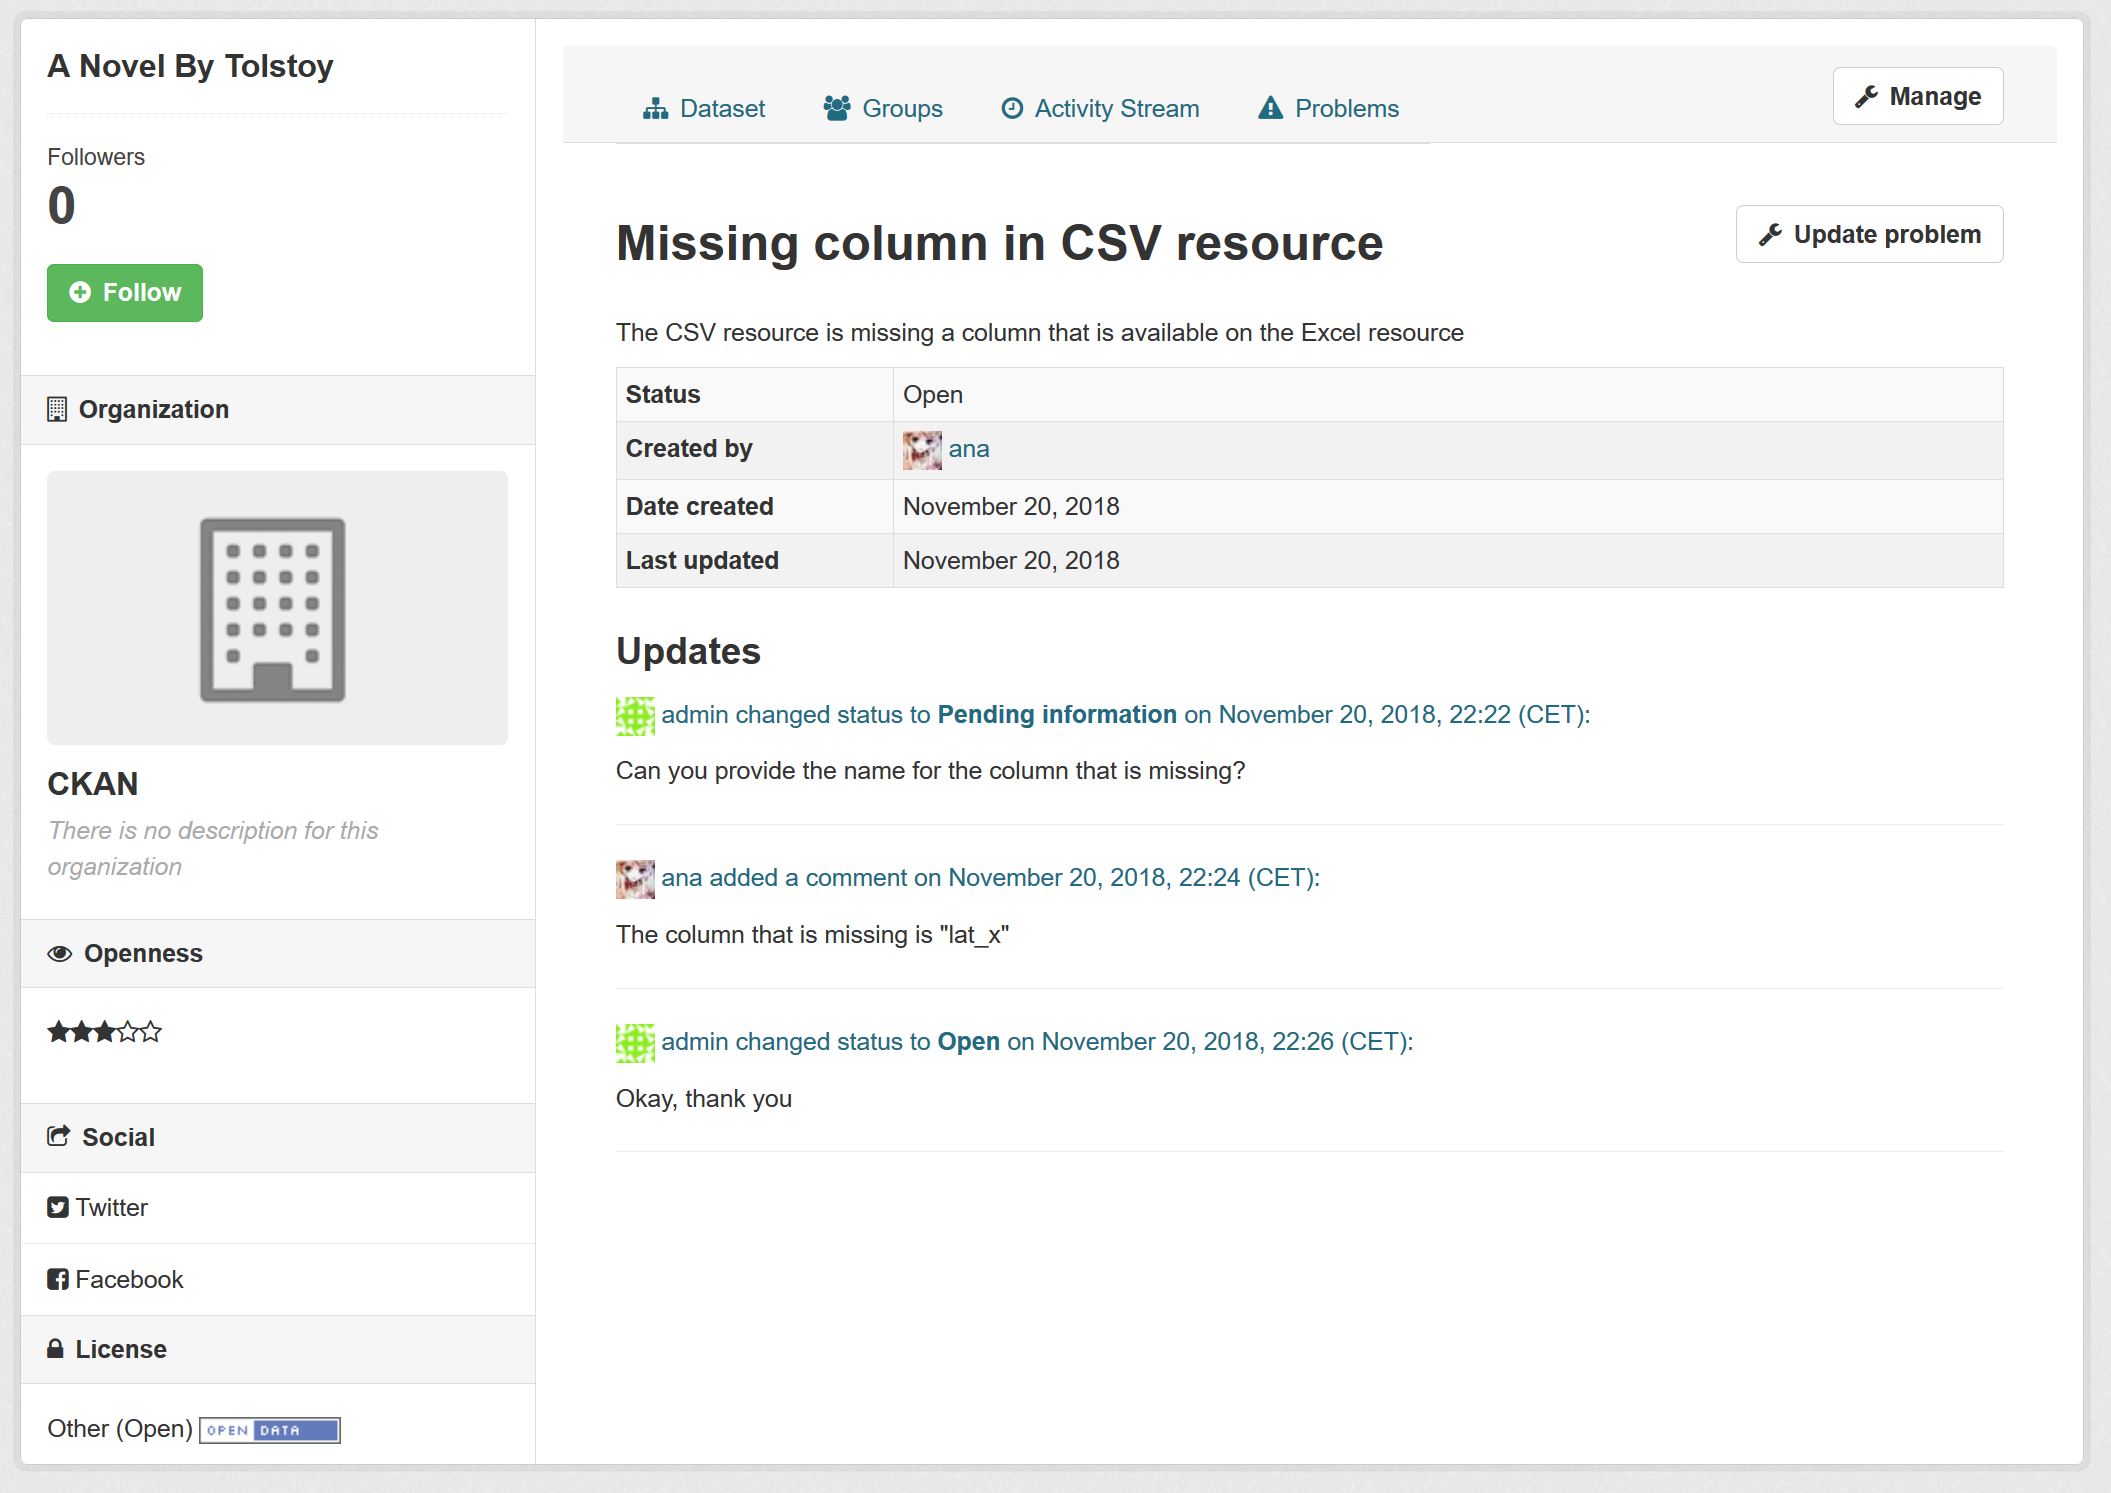 A Novel By Tolstoy
Followers
0
Follow
Organization
CKAN
There is no description for this
organization
Openness
Social
Twitter
Facebook
License
Other (Open) OPEN DATA
Dataset Groups Activity Stream Problems
Manage
Missing column in CSV resource
Update problem
The CSV resource is missing a column that is available on the Excel resource
Status Open
Created by ana
Date created November 20, 2018
Last updated November 20, 2018
Updates
admin changed status to Pending information on November 20, 2018, 22:22 (CET):
Can you provide the name for the column that is missing?
ana added a comment on November 20, 2018, 22:24 (CET):
The column that is missing is "lat_x"
admin changed status to Open on November 20, 2018, 22:26 (CET):
Okay, thank you